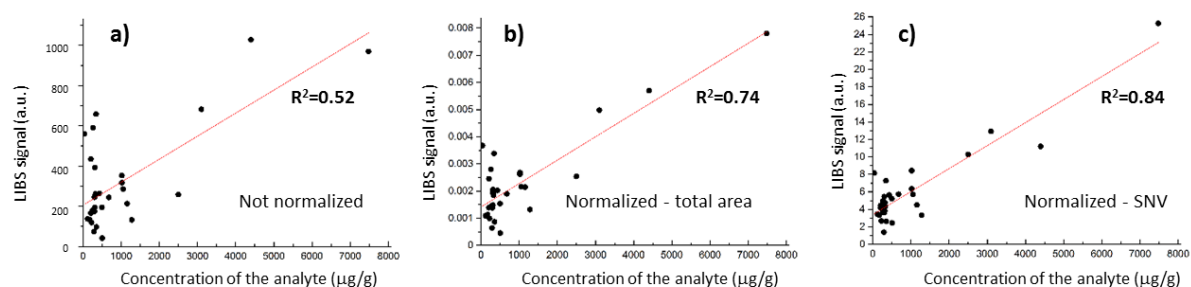 a)
LIBS signal (a.u.)
1000
800
600
400
200
0
R²=0.52
Not normalized
0 1000 2000 3000 4000 5000 6000 7000 8000
Concentration of the analyte (µg/g)
b)
LIBS signal (a.u.)
0.008
0.007
0.006
0.005
0.004
0.003
0.002
0.001
0.000
R²=0.74
Normalized - total area
0 1000 2000 3000 4000 5000 6000 7000 8000
Concentration of the analyte (µg/g)
c)
LIBS signal (a.u.)
26
24
22
20
18
16
14
12
10
8
6
4
2
0
R²=0.84
Normalized - SNV
0 1000 2000 3000 4000 5000 6000 7000 8000
Concentration of the analyte (µg/g)